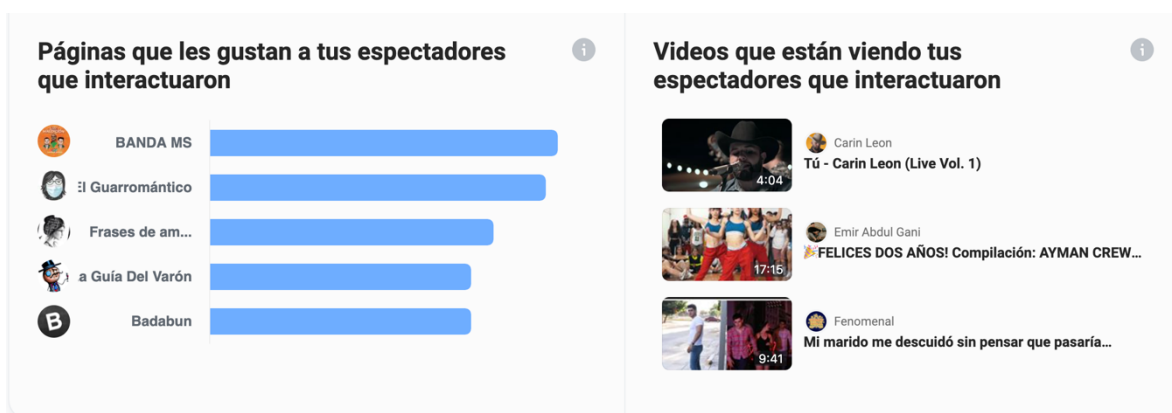 Páginas que les gustan a tus espectadores
que interactuaron
BANDA MS
El Guarromántico
Frases de am...
a Guía Del Varón
B
Badabun
Videos que están viendo tus
espectadores que interactuaron
4:04
Carin Leon
Tú - Carin Leon (Live Vol. 1)
17:15
Emir Abdul Gani
🎉FELICES DOS AÑOS! Compilación: AYMAN CREW...
9:41
Fenomenal
Mi marido me descuidó sin pensar que pasaría...